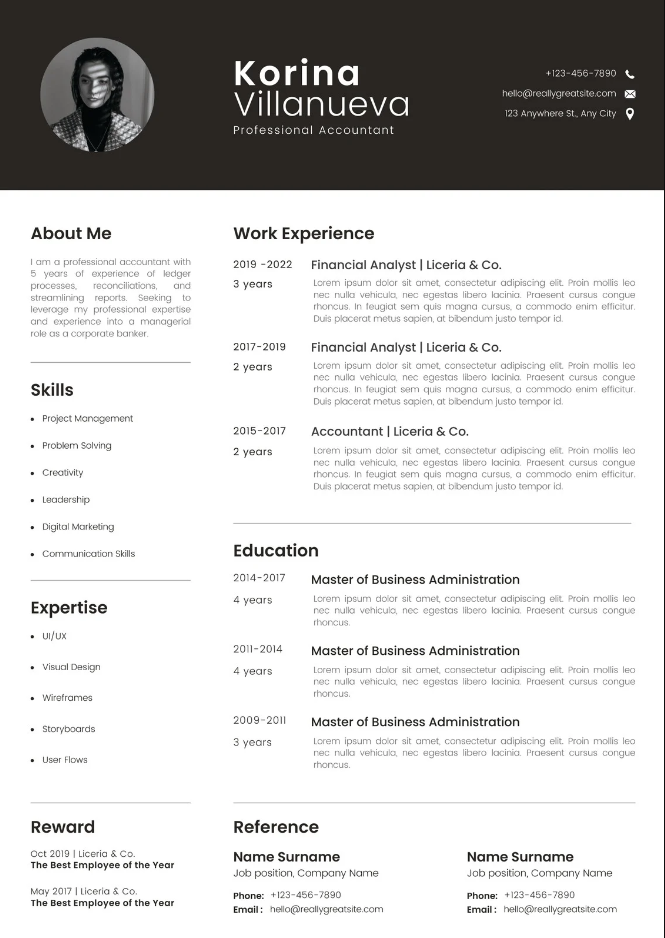 Korina
Villanueva
Professional Accountant
+123-456-7890
hello@reallygreatsite.com
123 Anywhere St., Any City
About Me
I am a professional accountant with
5 years of experience of ledger
processes, reconciliations, and
streamlining reports. Seeking to
leverage my professional expertise
and experience into a managerial
role as a corporate banker.
Skills
• Project Management
• Problem Solving
• Creativity
• Leadership
• Digital Marketing
• Communication Skills
Expertise
• UI/UX
• Visual Design
• Wireframes
• Storyboards
• User Flows
Reward
Oct 2019 | Liceria & Co.
The Best Employee of the Year
May 2017 | Liceria & Co.
The Best Employee of the Year
Work Experience
2019 -2022 Financial Analyst | Liceria & Co.
3 years Lorem ipsum dolor sit amet, consectetur adipiscing elit. Proin mollis leo
nec nulla vehicula, nec egestas libero lacinia. Praesent cursus congue
rhoncus. In feugiat sem quis magna cursus, a commodo enim efficitur.
Duis placerat metus sapien, at bibendum justo tempor id.
2017-2019 Financial Analyst | Liceria & Co.
2 years Lorem ipsum dolor sit amet, consectetur adipiscing elit. Proin mollis leo
nec nulla vehicula, nec egestas libero lacinia. Praesent cursus congue
rhoncus. In feugiat sem quis magna cursus, a commodo enim efficitur.
Duis placerat metus sapien, at bibendum justo tempor id.
2015-2017 Accountant | Liceria & Co.
2 years Lorem ipsum dolor sit amet, consectetur adipiscing elit. Proin mollis leo
nec nulla vehicula, nec egestas libero lacinia. Praesent cursus congue
rhoncus. In feugiat sem quis magna cursus, a commodo enim efficitur.
Duis placerat metus sapien, at bibendum justo tempor id.
Education
2014-2017 Master of Business Administration
4 years Lorem ipsum dolor sit amet, consectetur adipiscing elit. Proin mollis leo
nec nulla vehicula, nec egestas libero lacinia. Praesent cursus congue
rhoncus.
2011-2014 Master of Business Administration
4 years Lorem ipsum dolor sit amet, consectetur adipiscing elit. Proin mollis leo
nec nulla vehicula, nec egestas libero lacinia. Praesent cursus congue
rhoncus.
2009-2011 Master of Business Administration
3 years Lorem ipsum dolor sit amet, consectetur adipiscing elit. Proin mollis leo
nec nulla vehicula, nec egestas libero lacinia. Praesent cursus congue
rhoncus.
Reference
Name Surname
Job position, Company Name
Phone: +123-456-7890
Email : hello@reallygreatsite.com
Name Surname
Job position, Company Name
Phone: +123-456-7890
Email : hello@reallygreatsite.com